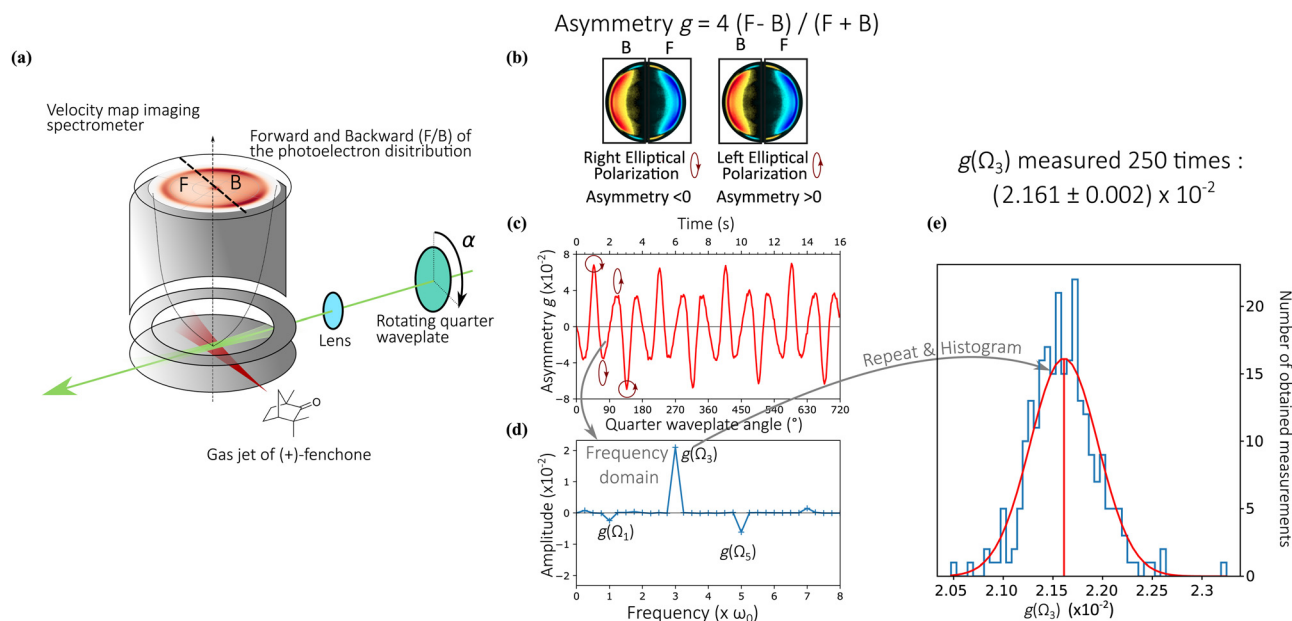 Asymmetry g = 4 (F- B) / (F + B)
(a)
Velocity map imaging
spectrometer
Forward and Backward (F/B) of
the photoelectron disitribution
F
B
α
Rotating quarter
waveplate
Lens
O
Gas jet of (+)-fenchone
(b)
B F
B F
Right Elliptical
Polarization
Asymmetry <0
Left Elliptical
Polarization
Asymmetry >0
(c)
Time (s)
0 2 4 6 8 10 12 14 16
Asymmetry g (x10-2)
8
4
0
−4
−8
0 90 180 270 360 450 540 630 720
Quarter waveplate angle (°)
(d)
Frequency
domain
g(Ω3)
g(Ω1)
g(Ω5)
Amplitude (x10-2)
2
1
0
−1
−2
0 1 2 3 4 5 6 7 8
Frequency (x ω0)
Repeat & Histogram
g(Ω3) measured 250 times :
(2.161 ± 0.002) x 10-2
(e)
Number of obtained measurements
20
15
10
5
0
2.05 2.10 2.15 2.20 2.25 2.3
g(Ω3) (x10-2)